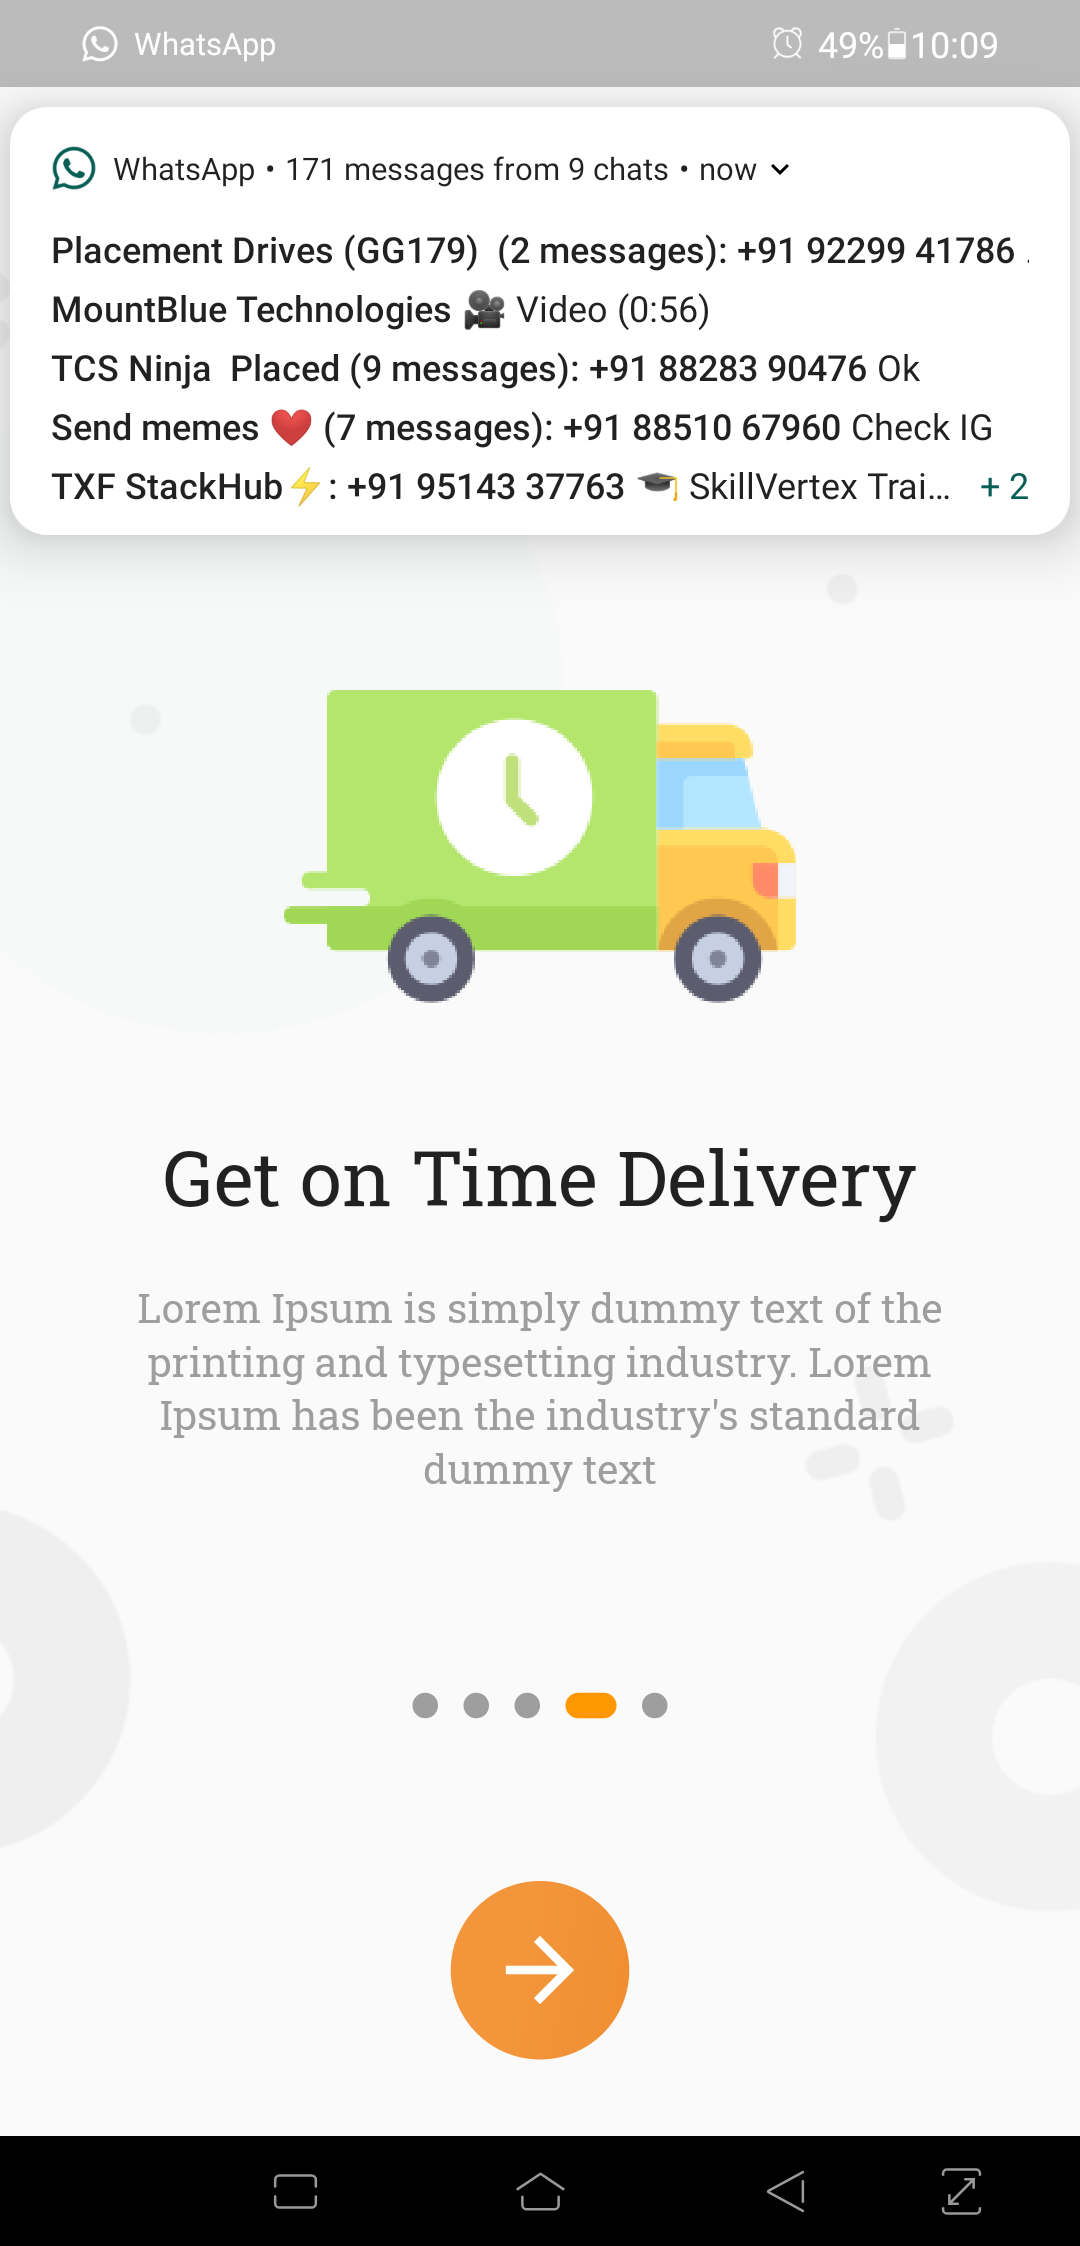 WhatsApp 49% 10:09
WhatsApp • 171 messages from 9 chats • now
Placement Drives (GG179) (2 messages): +91 92299 41786 .
MountBlue Technologies 🎥 Video (0:56)
TCS Ninja Placed (9 messages): +91 88283 90476 Ok
Send memes ❤️ (7 messages): +91 88510 67960 Check IG
TXF StackHub⚡: +91 95143 37763 🎓 SkillVertex Trai... + 2
Get on Time Delivery
Lorem Ipsum is simply dummy text of the
printing and typesetting industry. Lorem
Ipsum has been the industry's standard
dummy text